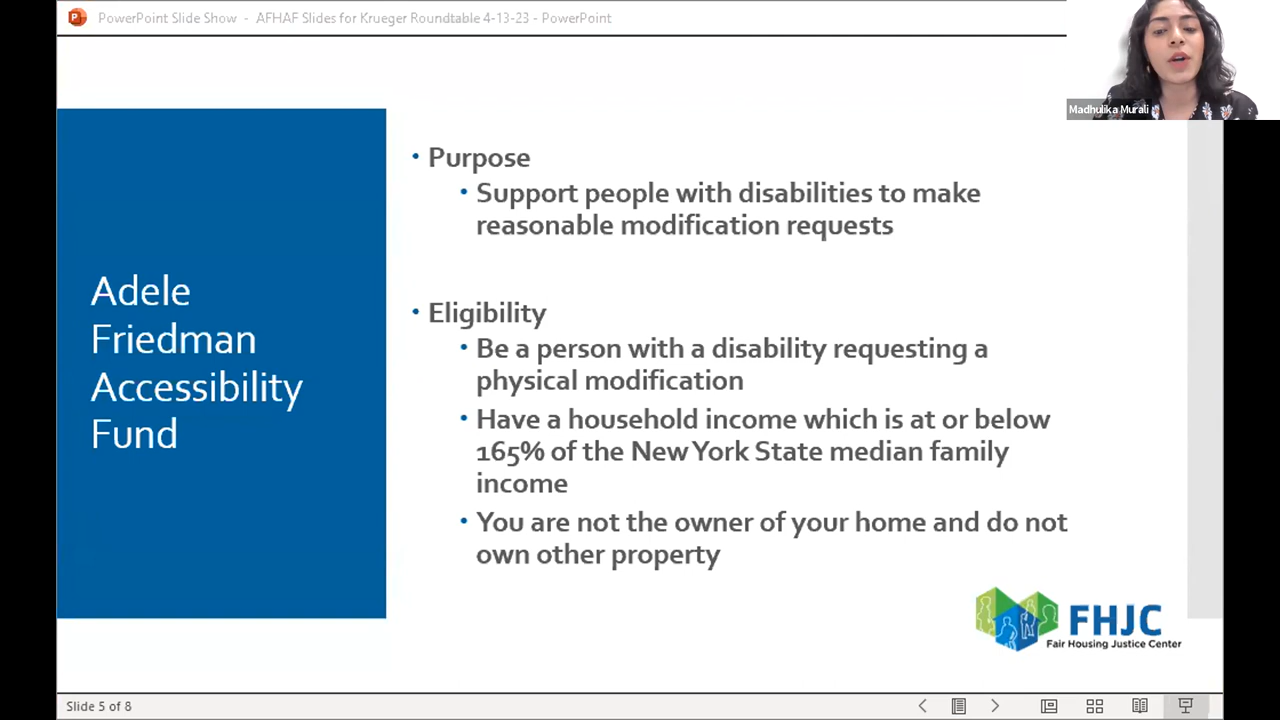 PowerPoint Slide Show - AFHAF Slides for Krueger Roundtable 4-13-23 - PowerPoint
Madhulika Murali
Adele
Friedman
Accessibility
Fund
• Purpose
• Support people with disabilities to make
reasonable modification requests
• Eligibility
• Be a person with a disability requesting a
physical modification
• Have a household income which is at or below
165% of the New York State median family
income
• You are not the owner of your home and do not
own other property
FHJC
Fair Housing Justice Center
Slide 5 of 8